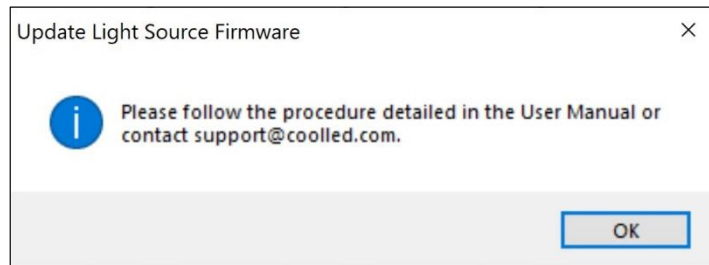 Update Light Source Firmware
Please follow the procedure detailed in the User Manual or
contact support@coolled.com.
OK